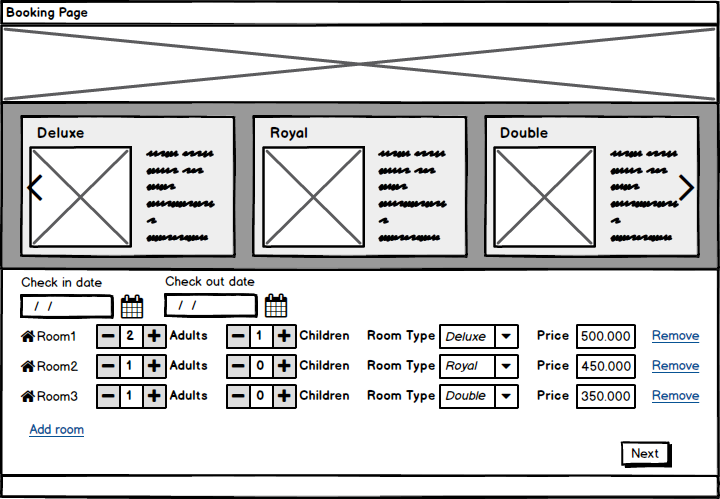 Booking Page
Deluxe Royal Double
Check in date Check out date
/ / / /
Room1 2 Adults 1 Children Room Type Deluxe Price 500.000 Remove
Room2 1 Adults 0 Children Room Type Royal Price 450.000 Remove
Room3 1 Adults 0 Children Room Type Double Price 350.000 Remove
Add room
Next